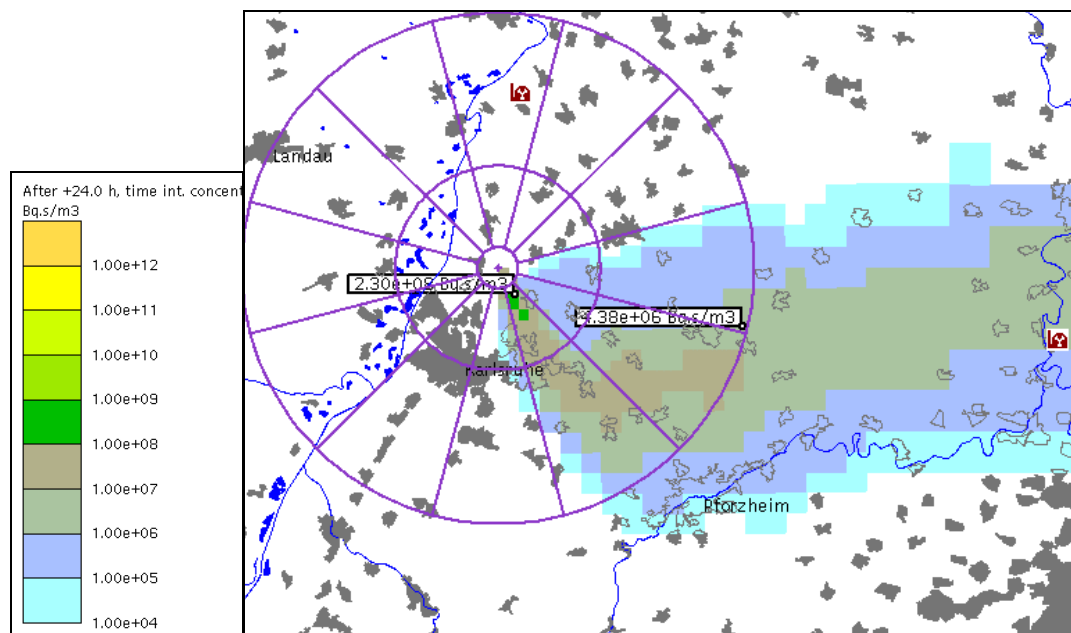 After +24.0 h, time int. concent
Bq.s/m3
1.00e+12
1.00e+11
1.00e+10
1.00e+09
1.00e+08
1.00e+07
1.00e+06
1.00e+05
1.00e+04
Landau
2.30e+08 Bq.s/m3
4.38e+06 Bq.s/m3
Karlsruhe
Pforzheim